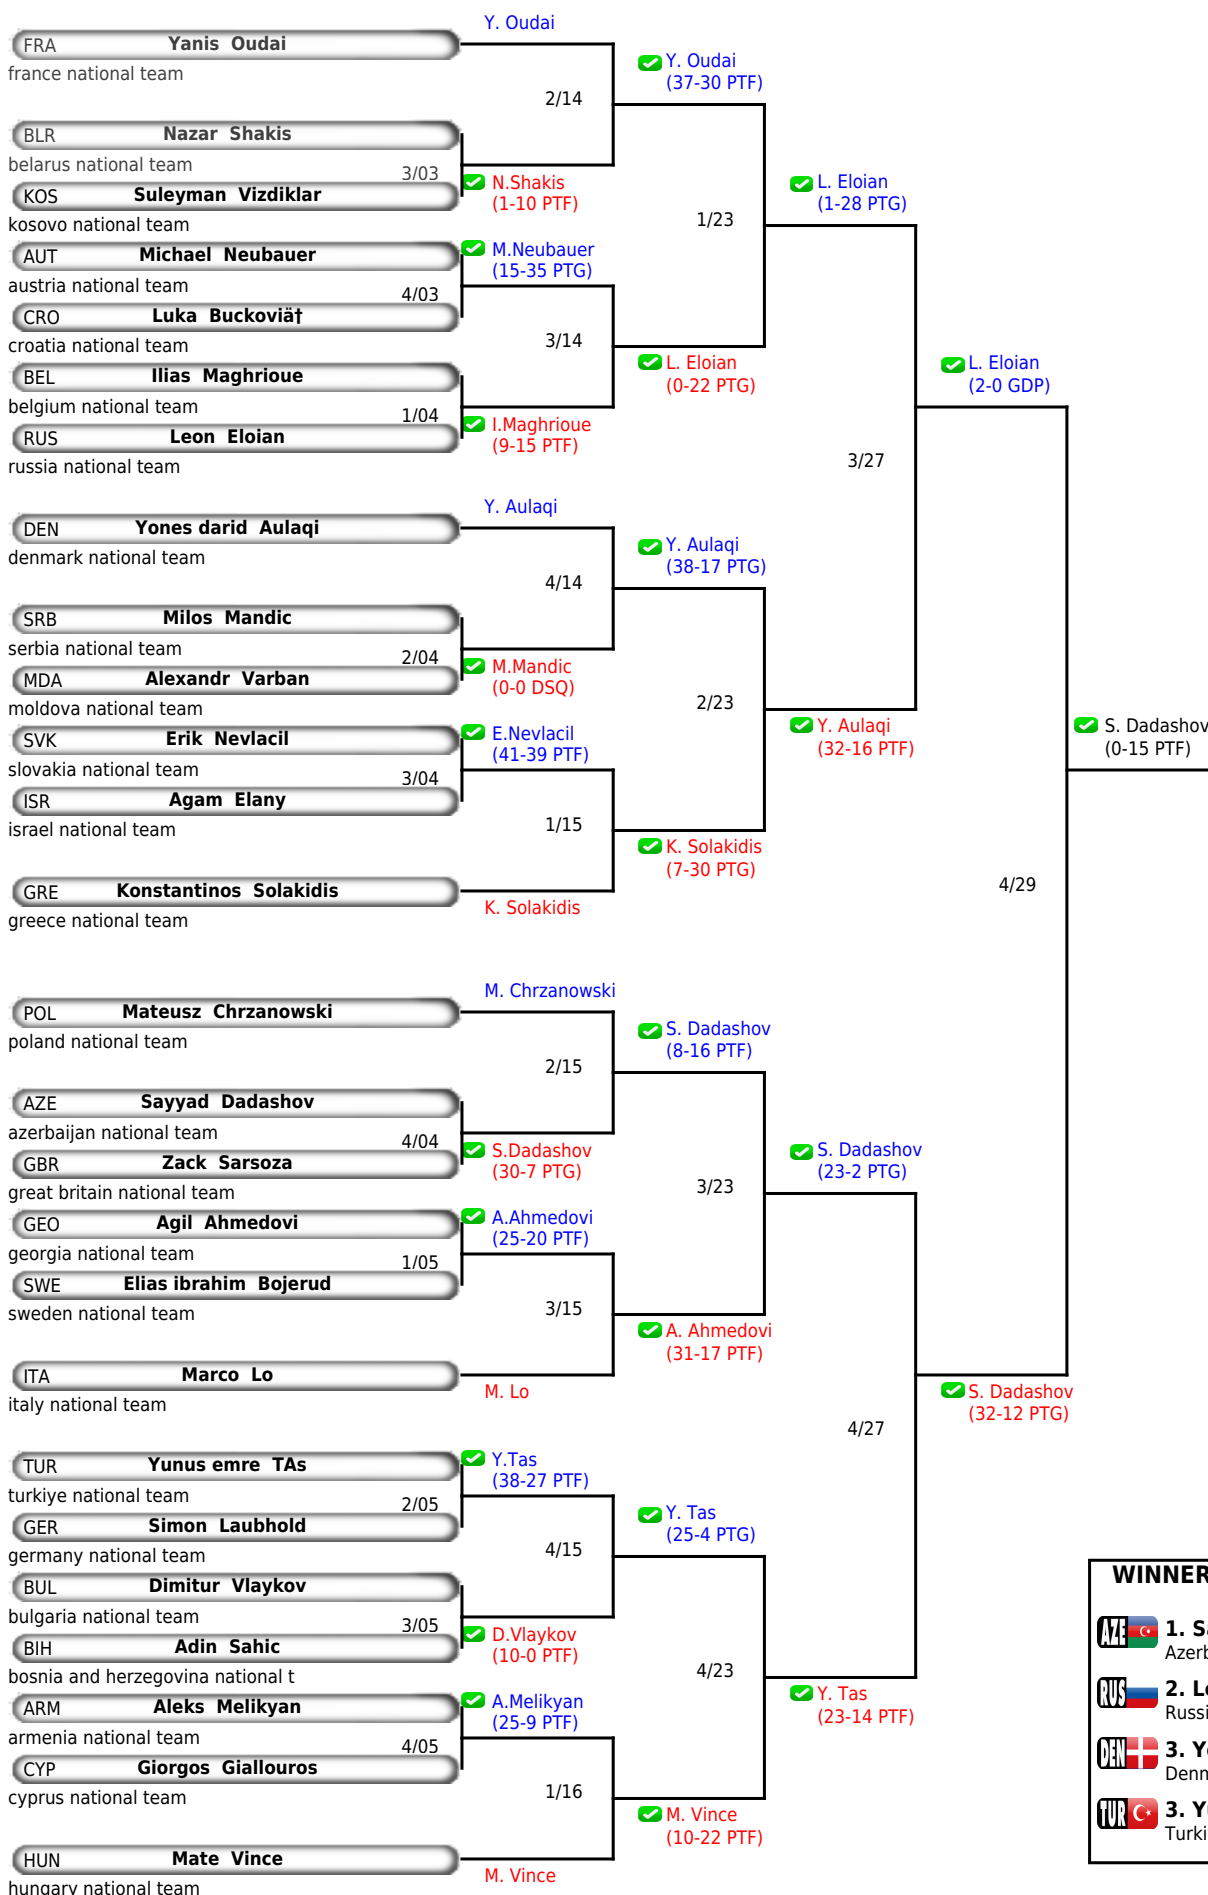 Y. Oudai
FRA Yanis Oudai
france national team
2/14
Y. Oudai
(37-30 PTF)
BLR Nazar Shakis
belarus national team
3/03
N.Shakis
(1-10 PTF)
KOS Suleyman Vizdiklar
kosovo national team
1/23
L. Eloian
(1-28 PTG)
AUT Michael Neubauer
austria national team
4/03
M.Neubauer
(15-35 PTG)
CRO Luka Buckoviä†
croatia national team
3/14
L. Eloian
(0-22 PTG)
BEL Ilias Maghrioue
belgium national team
1/04
I.Maghrioue
(9-15 PTF)
RUS Leon Eloian
russia national team
L. Eloian
(2-0 GDP)
3/27
Y. Aulaqi
DEN Yones darid Aulaqi
denmark national team
4/14
Y. Aulaqi
(38-17 PTG)
SRB Milos Mandic
serbia national team
2/04
M.Mandic
(0-0 DSQ)
MDA Alexandr Varban
moldova national team
2/23
Y. Aulaqi
(32-16 PTF)
SVK Erik Nevlacil
slovakia national team
3/04
E.Nevlacil
(41-39 PTF)
ISR Agam Elany
israel national team
1/15
K. Solakidis
(7-30 PTG)
GRE Konstantinos Solakidis
greece national team
K. Solakidis
S. Dadashov
(0-15 PTF)
4/29
M. Chrzanowski
POL Mateusz Chrzanowski
poland national team
2/15
S. Dadashov
(8-16 PTF)
AZE Sayyad Dadashov
azerbaijan national team
4/04
S.Dadashov
(30-7 PTG)
GBR Zack Sarsoza
great britain national team
3/23
S. Dadashov
(23-2 PTG)
GEO Agil Ahmedovi
georgia national team
1/05
A.Ahmedovi
(25-20 PTF)
SWE Elias ibrahim Bojerud
sweden national team
3/15
A. Ahmedovi
(31-17 PTF)
ITA Marco Lo
italy national team
M. Lo
S. Dadashov
(32-12 PTG)
4/27
TUR Yunus emre TAs
turkiye national team
2/05
Y.Tas
(38-27 PTF)
GER Simon Laubhold
germany national team
4/15
Y. Tas
(25-4 PTG)
BUL Dimitur Vlaykov
bulgaria national team
3/05
D.Vlaykov
(10-0 PTF)
BIH Adin Sahic
bosnia and herzegovina national t
4/23
Y. Tas
(23-14 PTF)
ARM Aleks Melikyan
armenia national team
4/05
A.Melikyan
(25-9 PTF)
CYP Giorgos Giallouros
cyprus national team
1/16
M. Vince
(10-22 PTF)
HUN Mate Vince
hungary national team
M. Vince
WINNER
AZE 1. Sa
Azerb
RUS 2. Le
Russi
DEN 3. Yo
Denm
TUR 3. Yu
Turki